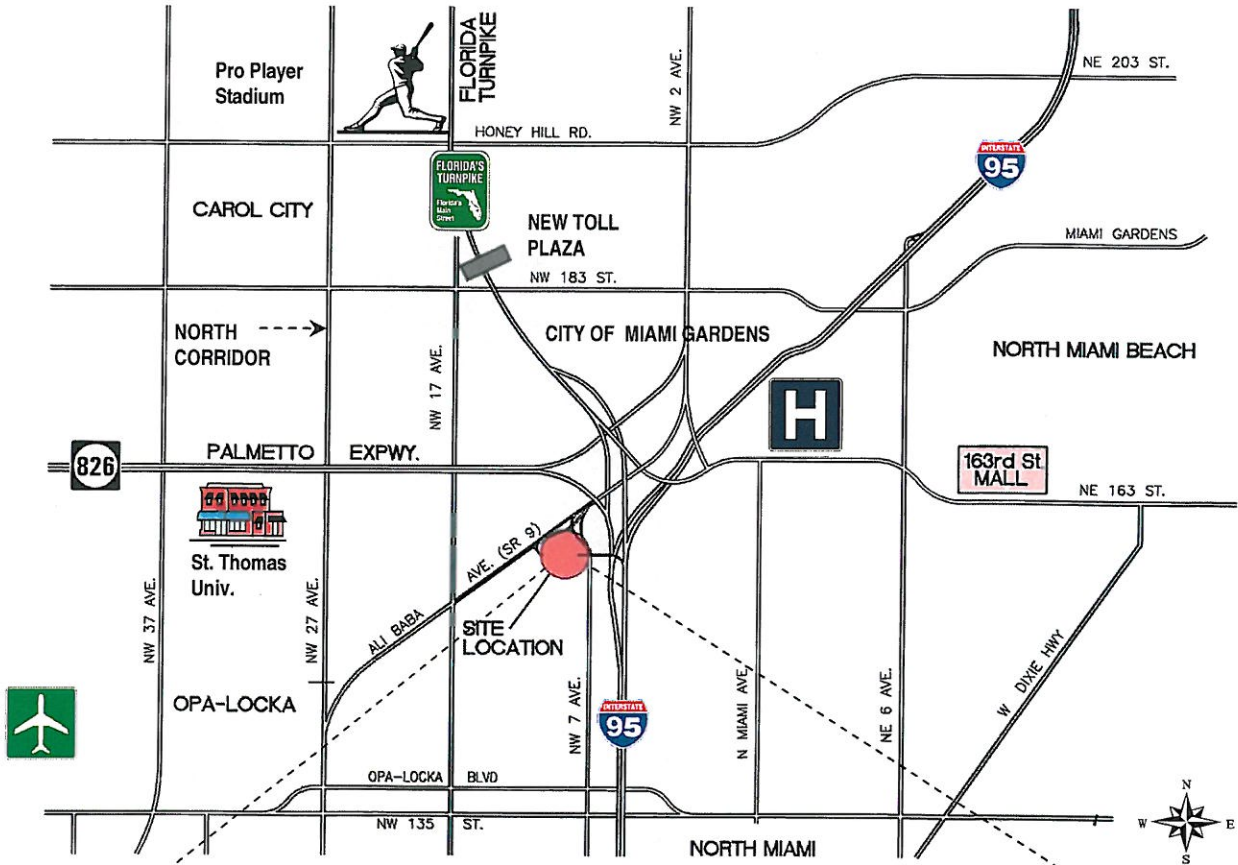 FLORIDA
TURNPIKE
NW 2 AVE.
NE 203 ST.
Pro Player
Stadium
HONEY HILL RD.
INTERSTATE
95
FLORIDA'S
TURNPIKE
Florida's
Main
Street
CAROL CITY
NEW TOLL
PLAZA
MIAMI GARDENS
NW 183 ST.
NORTH
CORRIDOR
CITY OF MIAMI GARDENS
NORTH MIAMI BEACH
NW 17 AVE.
H
826
PALMETTO EXPWY.
163rd St.
MALL
NE 163 ST.
St. Thomas
Univ.
ALI BABA AVE. (SR 9)
SITE
LOCATION
NW 37 AVE.
NW 27 AVE.
OPA-LOCKA
NW 7 AVE.
INTERSTATE
95
N MIAMI AVE.
NE 6 AVE.
W DIXIE HWY
OPA-LOCKA BLVD
NW 135 ST.
NORTH MIAMI
N
W E
S